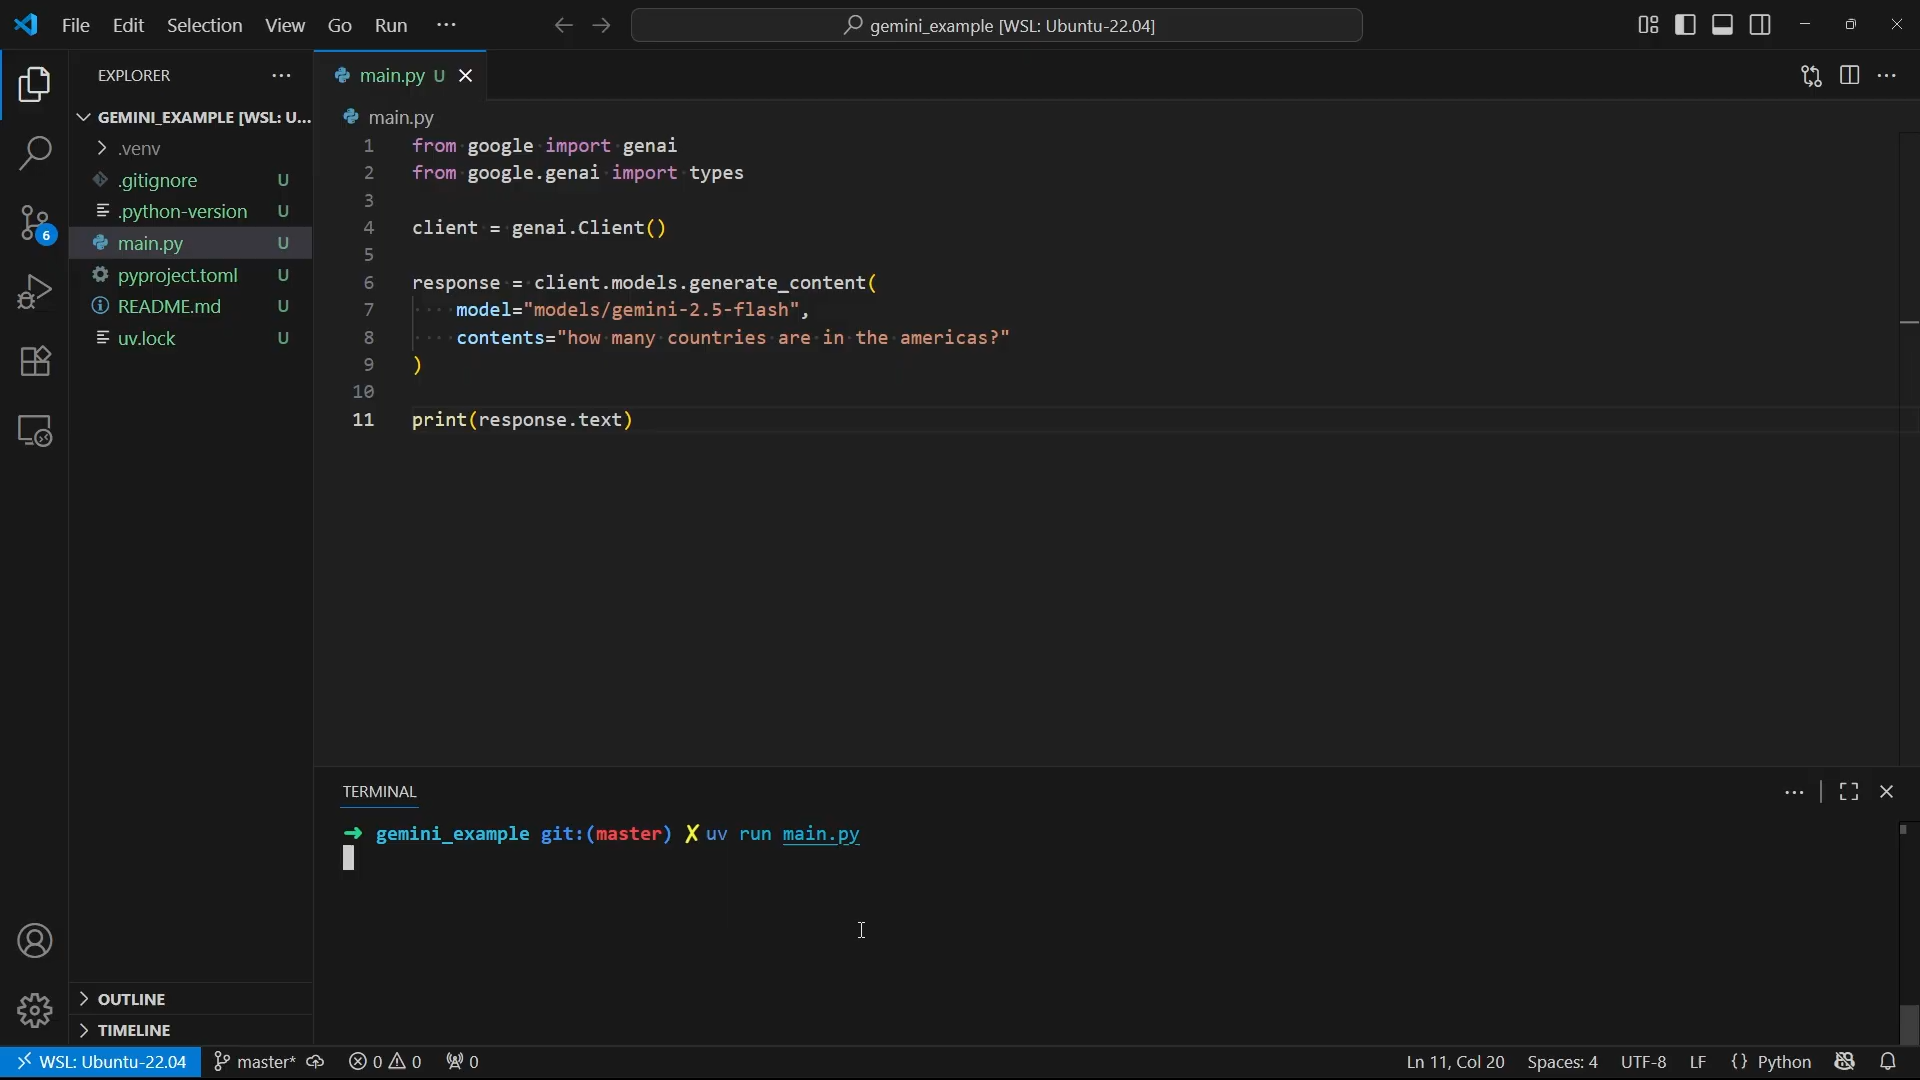 File Edit Selection View Go Run ···
gemini_example [WSL: Ubuntu-22.04]
EXPLORER ···
GEMINI_EXAMPLE [WSL: U...
.venv
.gitignore U
.python-version U
main.py U
pyproject.toml U
README.md U
uv.lock U
6
OUTLINE
TIMELINE
main.py U
main.py
1 from google import genai
2 from google.genai import types
3
4 client = genai.Client()
5
6 response = client.models.generate_content(
7 model="models/gemini-2.5-flash",
8 contents="how many countries are in the americas?"
9 )
10
11 print(response.text)
TERMINAL
➜ gemini_example git:(master) ✗ uv run main.py
WSL: Ubuntu-22.04 master* 0 0 0 Ln 11, Col 20 Spaces: 4 UTF-8 LF {} Python